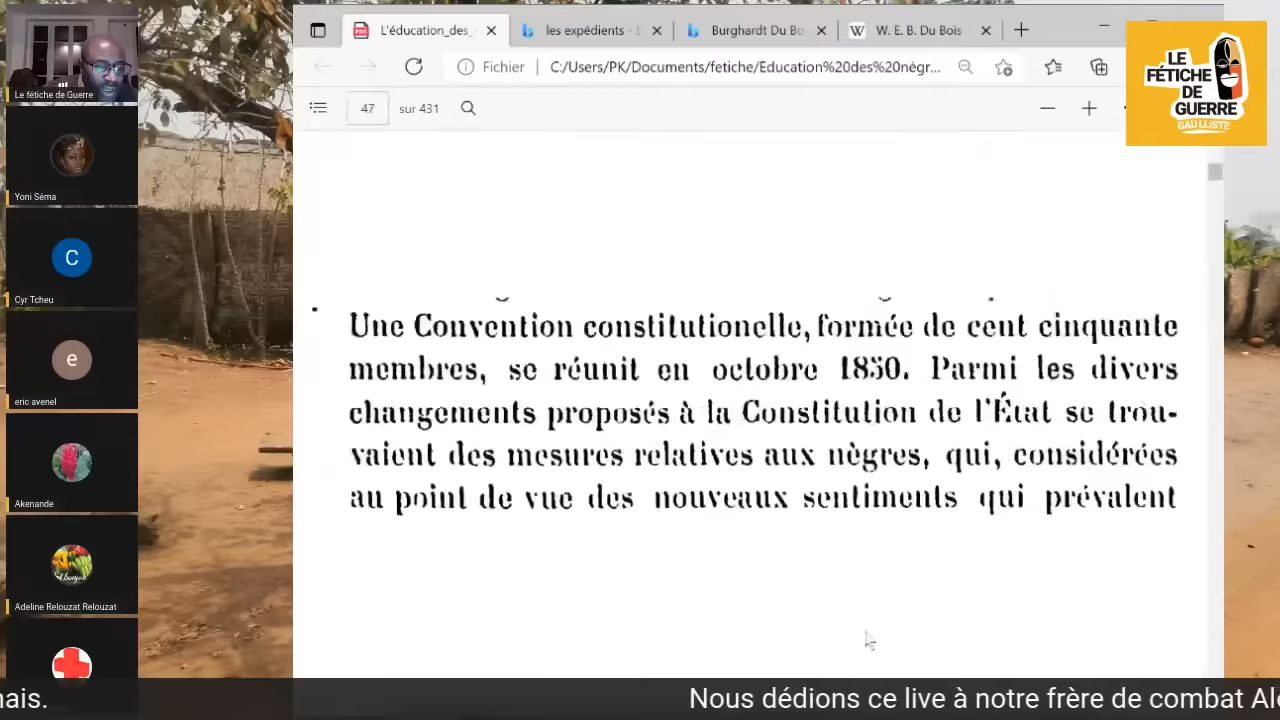 L'éducation_des_
les expédients -
Burghardt Du Bo
W. E. B. Du Bois
Fichier
C:/Users/PK/Documents/fetiche/Education%20des%20nègr...
47
sur 431
LE
FÉTICHE
DE
GUERRE
GAULLISTE
Le fétiche de Guerre
Yoni Séma
C
Cyr Tcheu
e
eric avenel
Akenande
Adeline Relouzat Relouzat
Une Convention constitutionelle, formée de cent cinquante
membres, se réunit en octobre 1850. Parmi les divers
changements proposés à la Constitution de l'État se trou-
vaient des mesures relatives aux nègres, qui, considérées
au point de vue des nouveaux sentiments qui prévalent
nais.
Nous dédions ce live à notre frère de combat Al